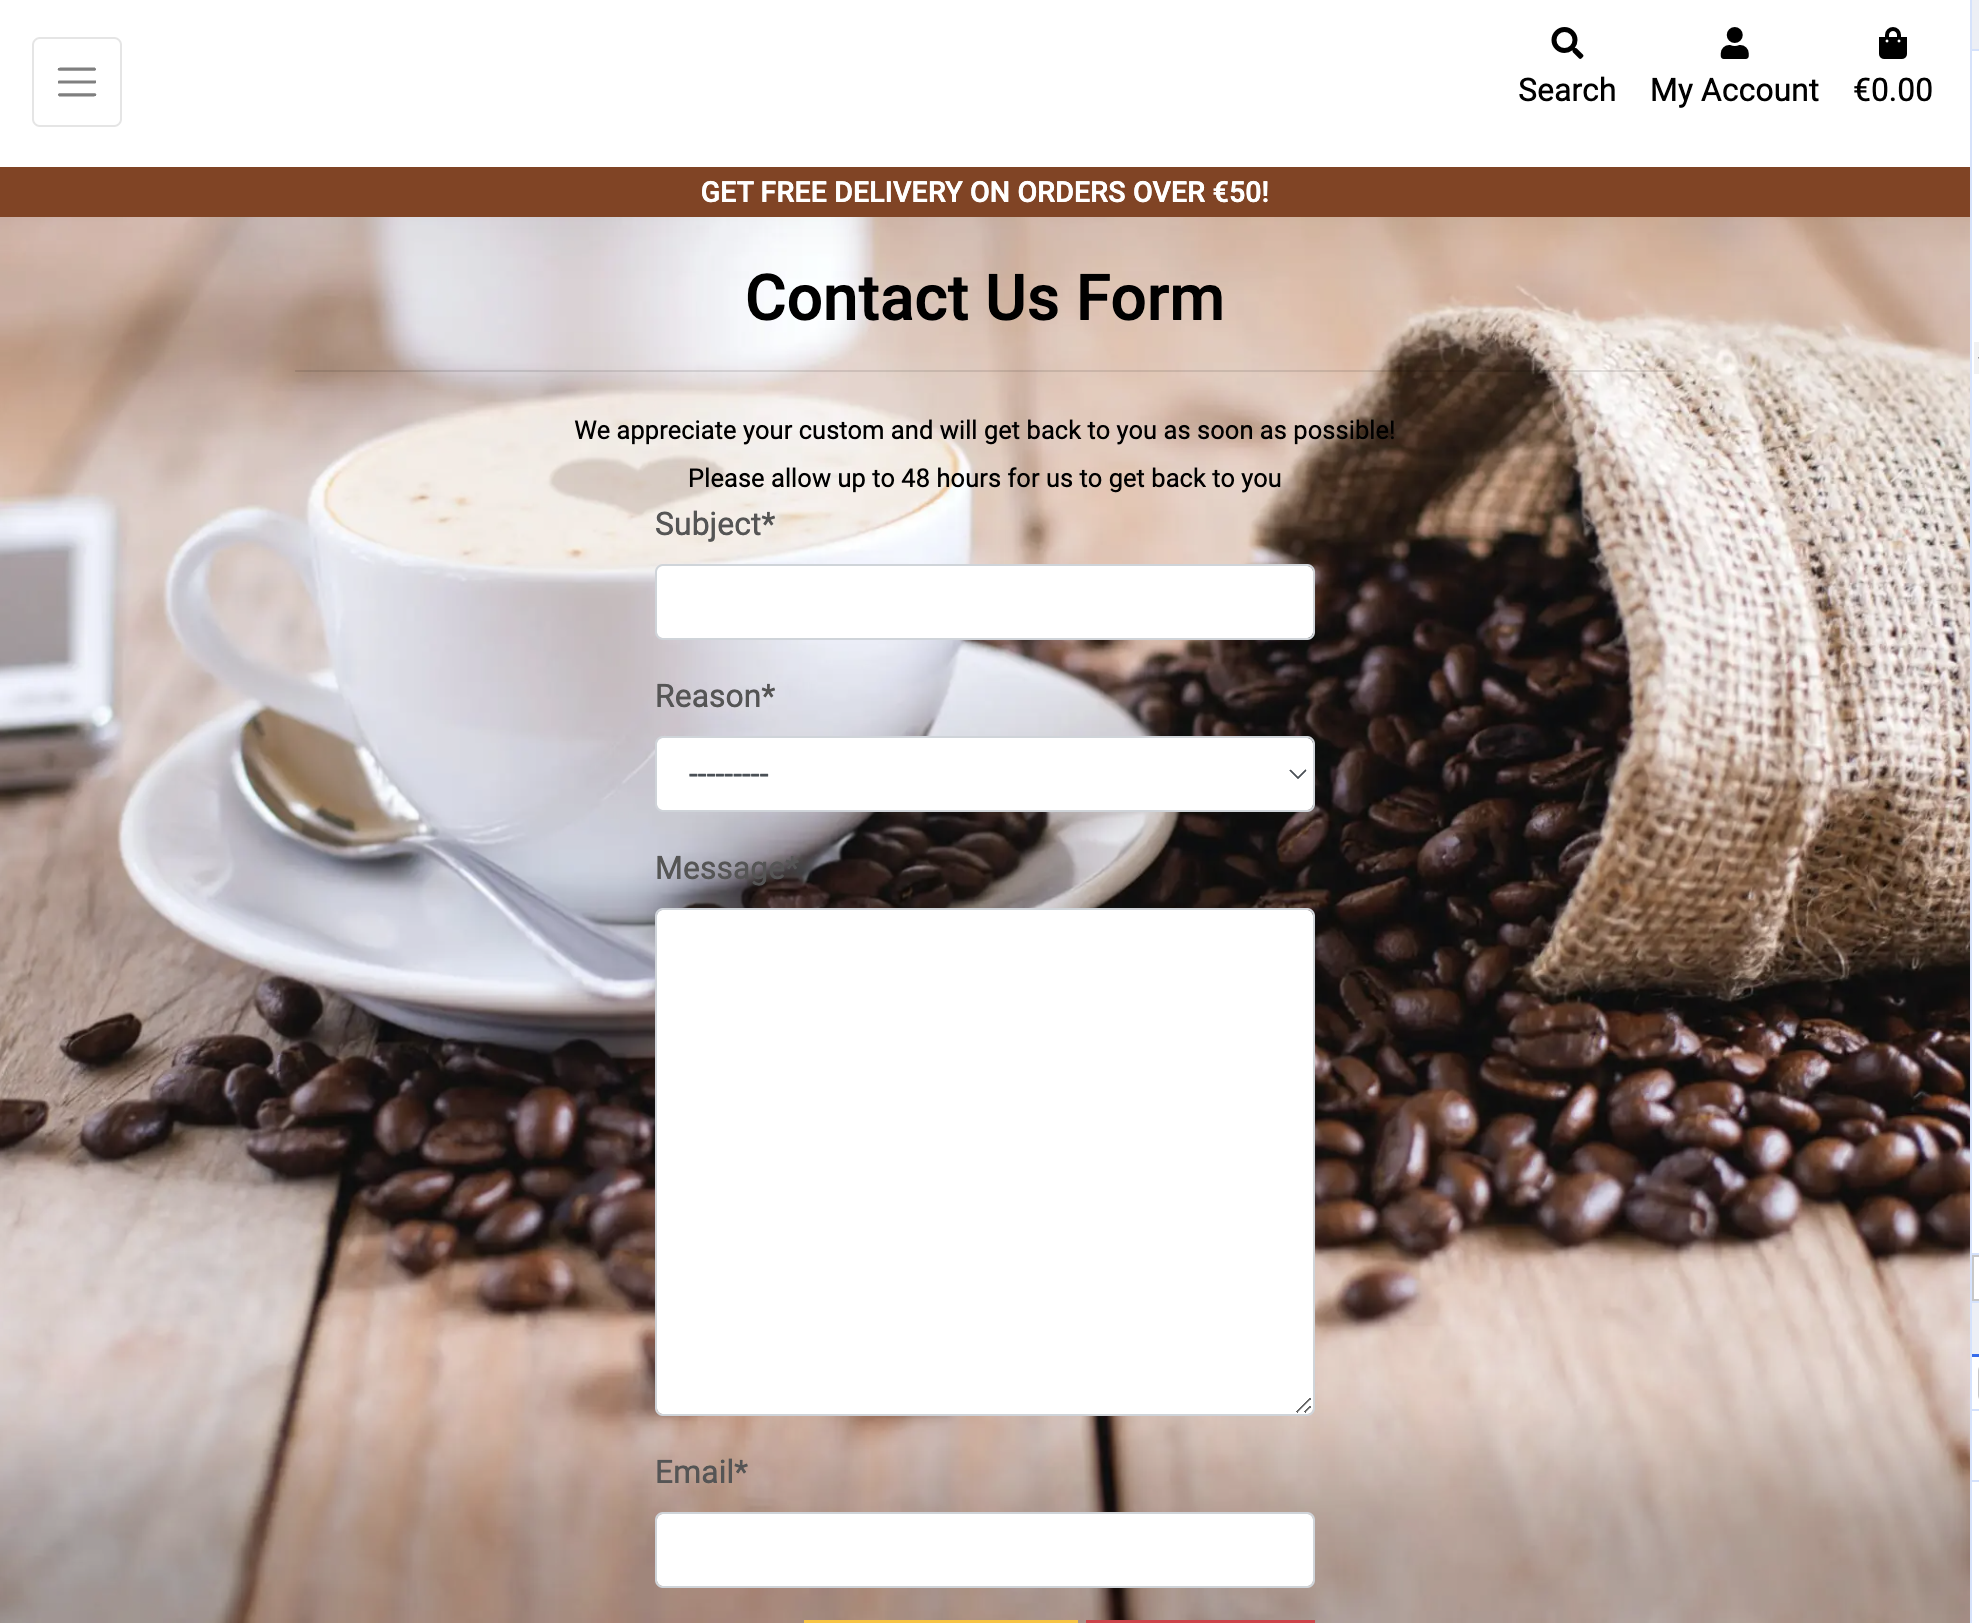 Search
My Account
€0.00
GET FREE DELIVERY ON ORDERS OVER €50!
Contact Us Form
We appreciate your custom and will get back to you as soon as possible!
Please allow up to 48 hours for us to get back to you
Subject*
Reason*
---------
Message*
Email*